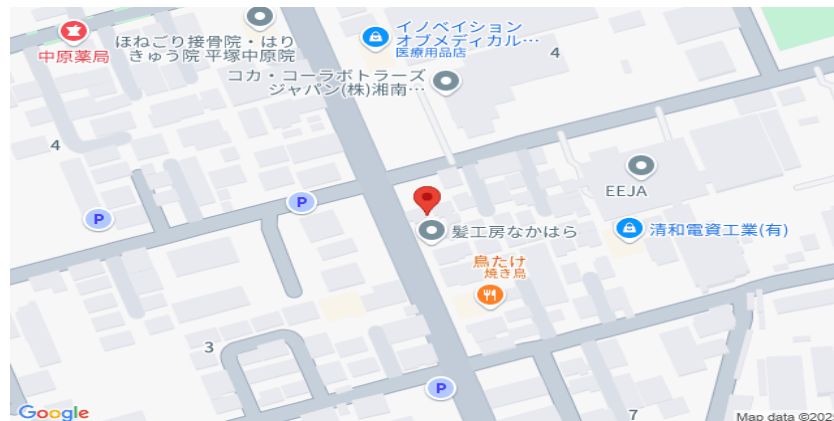 中原薬局
ほねごり接骨院・はり
きゅう院 平塚中原院
イノベイション
オブメディカル…
医療用品店
4
コカ・コーラボトラーズ
ジャパン(株)湘南…
4
EEJA
P
P
髪工房なかはら
清和電資工業(有)
鳥たけ
焼き鳥
3
P
7
Google
Map data ©202